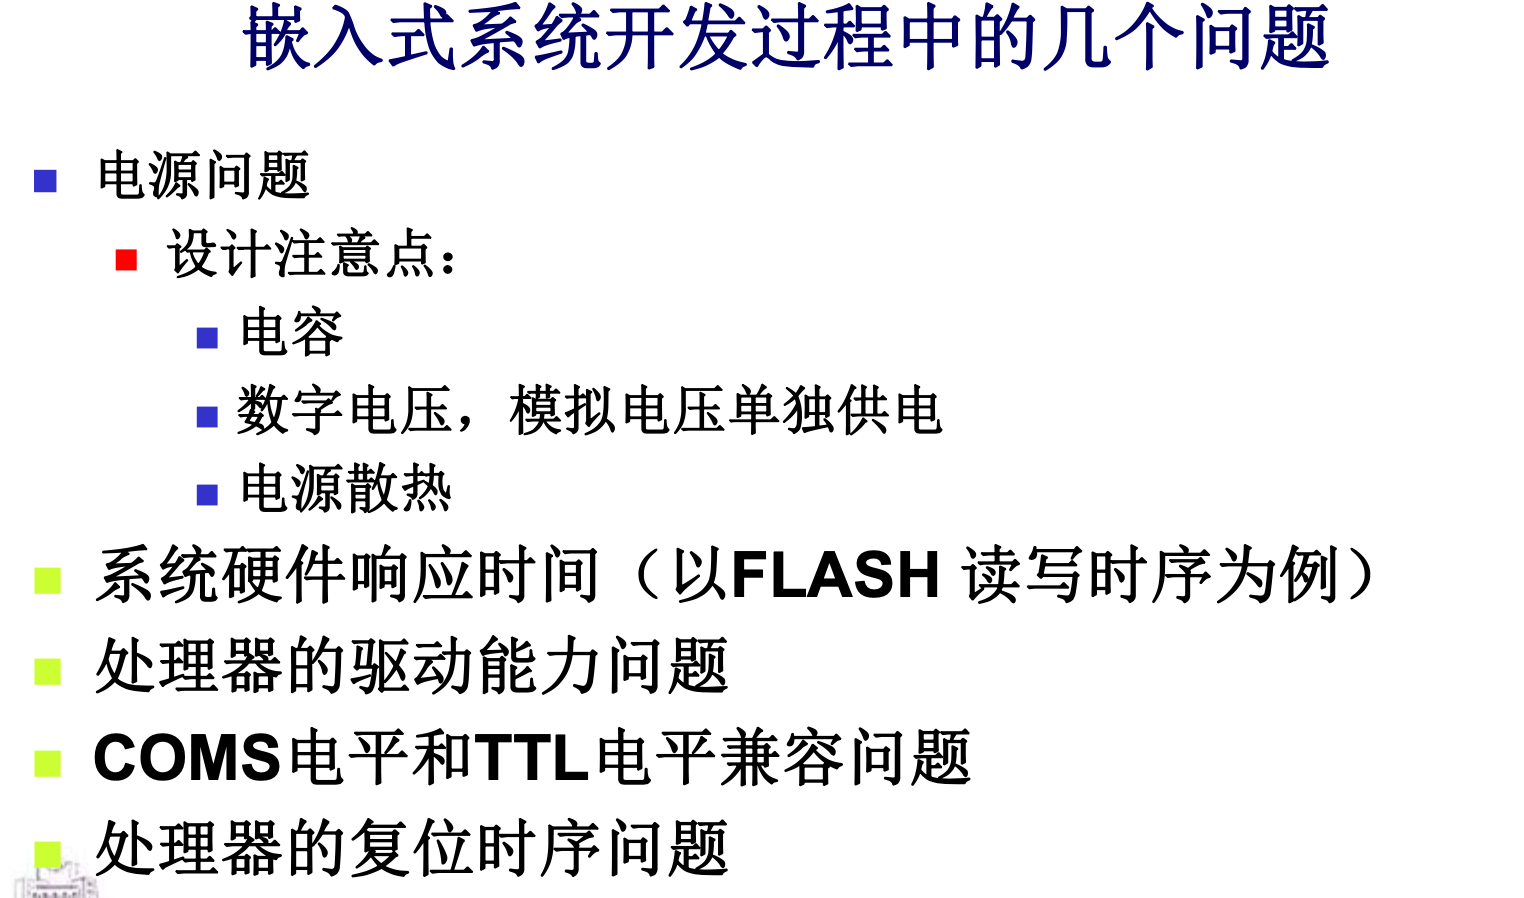 嵌入式系统开发过程中的几个问题
电源问题
设计注意点：
电容
数字电压，模拟电压单独供电
电源散热
系统硬件响应时间（以FLASH 读写时序为例）
处理器的驱动能力问题
COMS电平和TTL电平兼容问题
处理器的复位时序问题